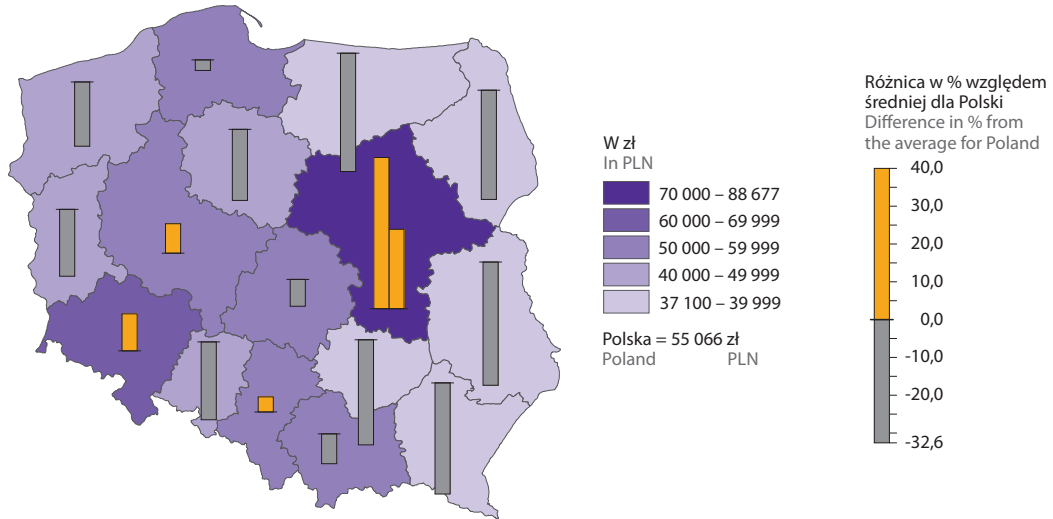 W zł
In PLN
70 000 – 88 677
60 000 – 69 999
50 000 – 59 999
40 000 – 49 999
37 100 – 39 999
Polska = 55 066 zł
Poland PLN
Różnica w % względem
średniej dla Polski
Difference in % from
the average for Poland
40,0
30,0
20,0
10,0
0,0
-10,0
-20,0
-32,6